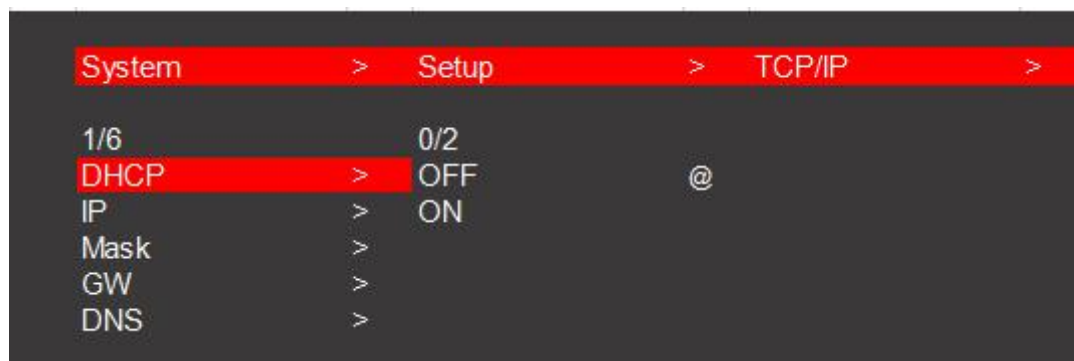 System > Setup > TCP/IP >
1/6 0/2
DHCP > OFF @
IP > ON
Mask >
GW >
DNS >